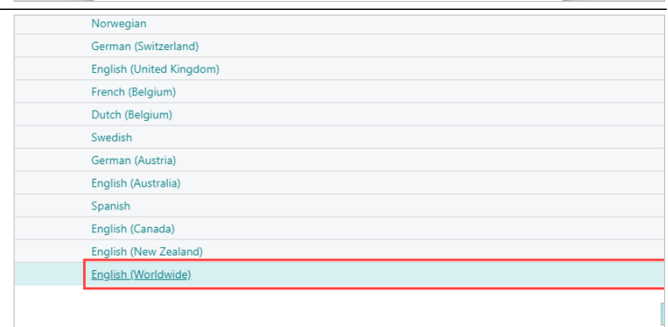 Norwegian
German (Switzerland)
English (United Kingdom)
French (Belgium)
Dutch (Belgium)
Swedish
German (Austria)
English (Australia)
Spanish
English (Canada)
English (New Zealand)
English (Worldwide)